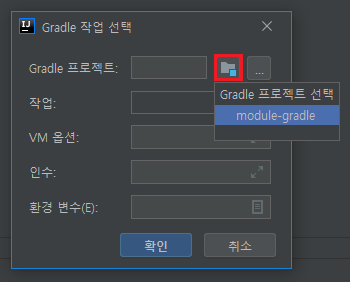 IJ
Gradle 작업 선택
Gradle 프로젝트:
...
Gradle 프로젝트 선택
module-gradle
작업:
VM 옵션:
인수:
환경 변수(E):
확인
취소